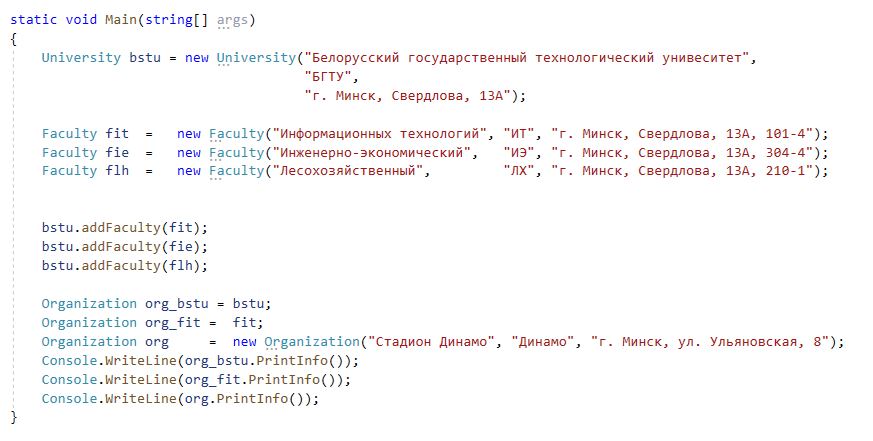 static void Main(string[] args)
{
University bstu = new University("Белорусский государственный технологический унивеситет",
"БГТУ",
"г. Минск, Свердлова, 13А");
Faculty fit = new Faculty("Информационных технологий", "ИТ", "г. Минск, Свердлова, 13А, 101-4");
Faculty fie = new Faculty("Инженерно-экономический", "ИЭ", "г. Минск, Свердлова, 13А, 304-4");
Faculty flh = new Faculty("Лесохозяйственный", "ЛХ", "г. Минск, Свердлова, 13А, 210-1");
bstu.addFaculty(fit);
bstu.addFaculty(fie);
bstu.addFaculty(flh);
Organization org_bstu = bstu;
Organization org_fit = fit;
Organization org = new Organization("Стадион Динамо", "Динамо", "г. Минск, ул. Ульяновская, 8");
Console.WriteLine(org_bstu.PrintInfo());
Console.WriteLine(org_fit.PrintInfo());
Console.WriteLine(org.PrintInfo());
}